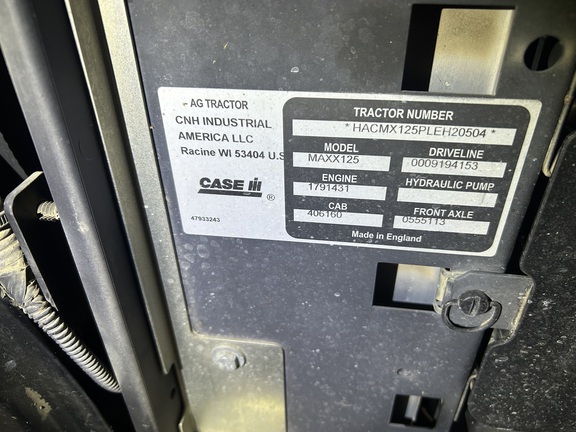 AG TRACTOR
CNH INDUSTRIAL
AMERICA LLC
Racine WI 53404 U.S
CASE IH ®
47933243
TRACTOR NUMBER
* HACMX125PLEH20504 *
MODEL DRIVELINE
MAXX125 0009194153
ENGINE HYDRAULIC PUMP
1791431
CAB FRONT AXLE
406160 0555113
Made in England